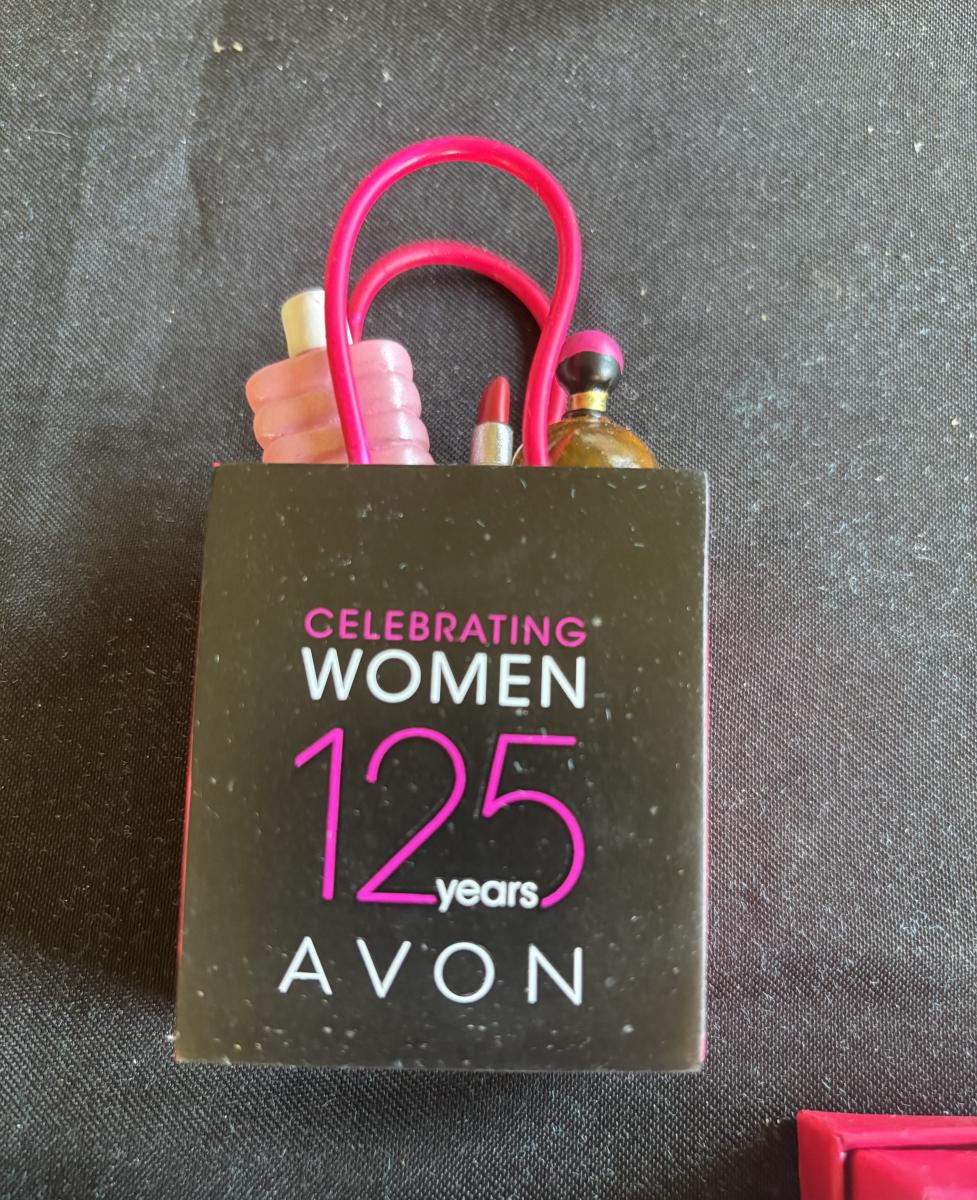 CELEBRATING
WOMEN
125
years
AVON